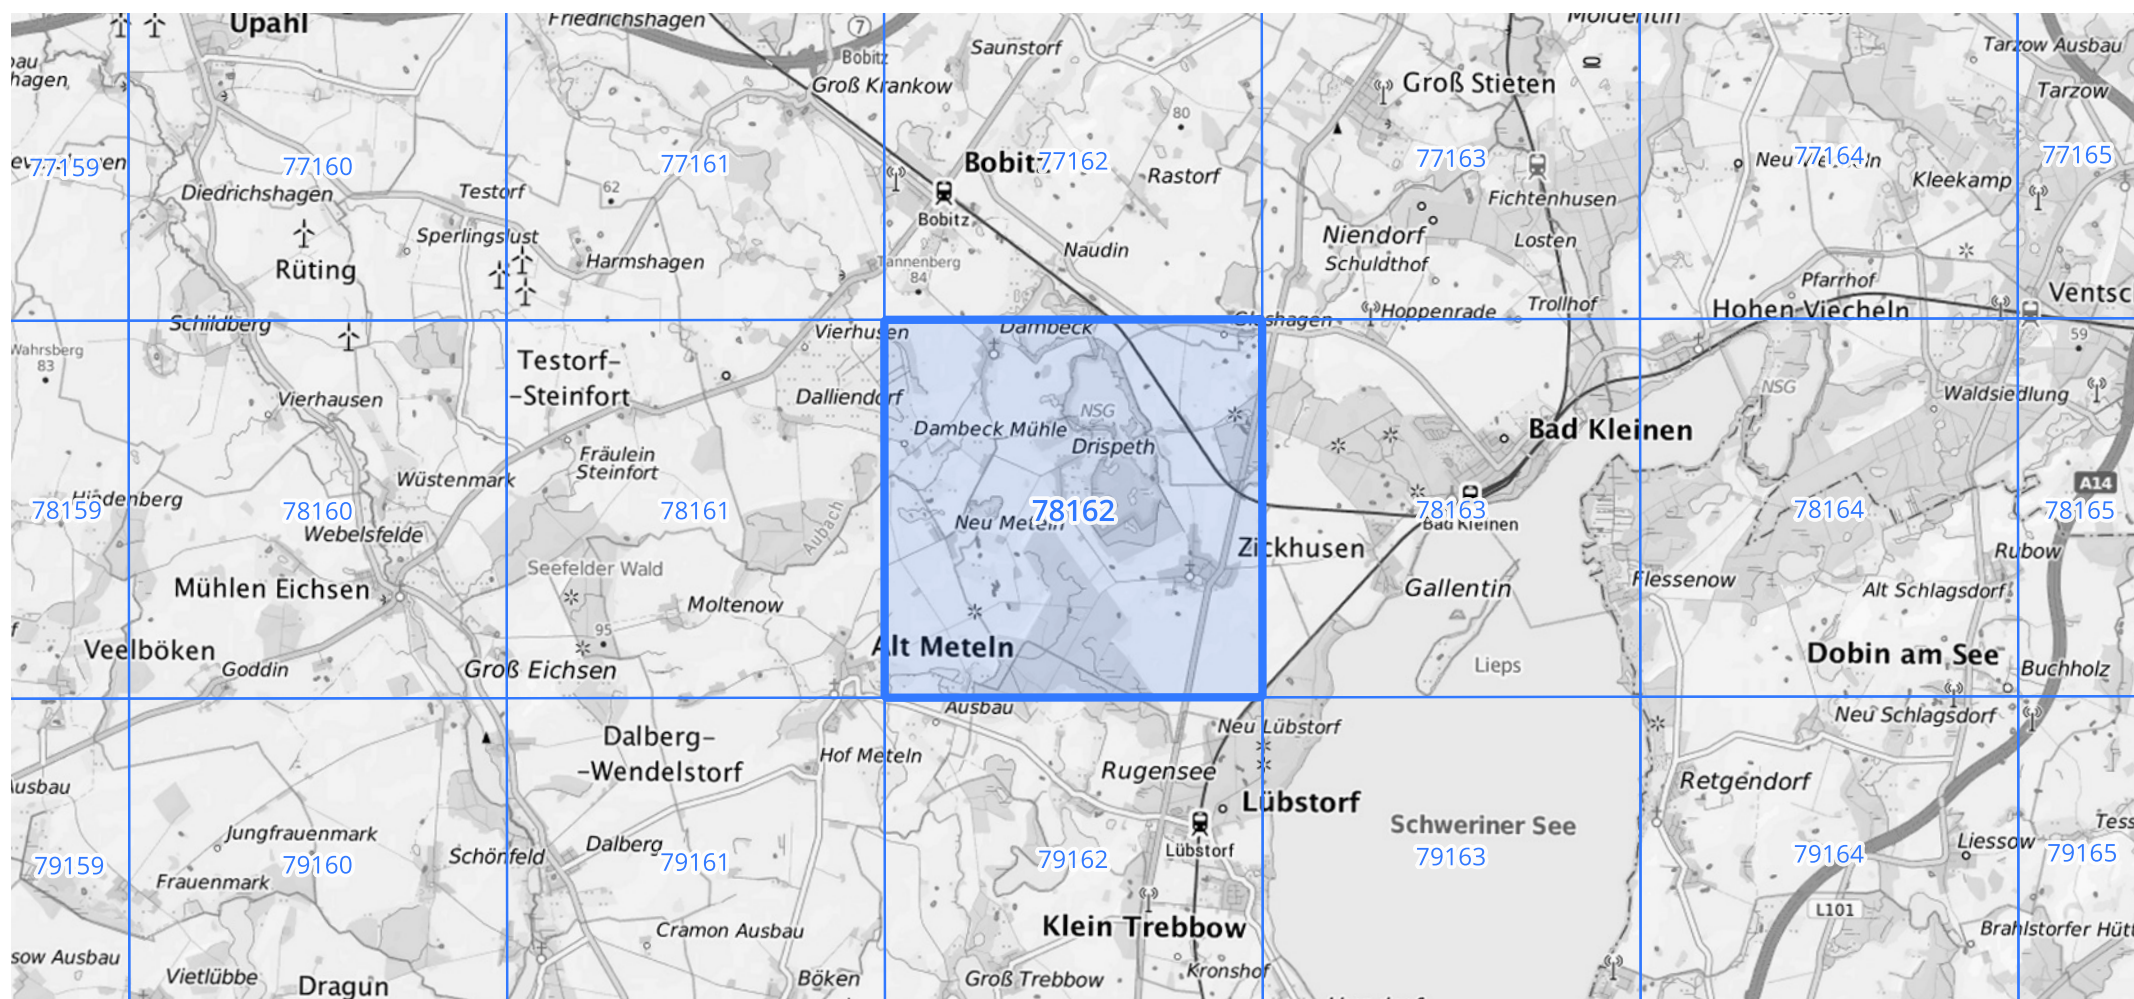 Upahl
Friedrichshagen
7
Bobitz
Saunstorf
Tarzow Ausbau
Groß Krankow
Groß Stieten
Tarzow
80
77159
77160
77161
Bobitz
77162
77163
77164
77165
Diedrichshagen
Testorf
62
Rastorf
Kleekamp
Bobitz
Fichtenhusen
Sperlingslust
Niendorf
Losten
Rüting
Harmshagen
Tannenberg
84
Naudin
Schuldthof
Pfarrhof
Hoppenrade
Trollhof
Hohen Viecheln
Ventsc
Schildberg
Vierhusen
Dambeck
Wahrsberg
83
Testorf-
-Steinfort
59
Vierhausen
Dalliendorf
NSG
NSG
Waldsiedlung
Dambeck Mühle
Drispeth
Bad Kleinen
Fräulein
Steinfort
Wüstenmark
A14
Hindenberg
78159
78160
78161
78162
78163
78164
78165
Webelsfelde
Aubach
Neu Meteln
Bad Kleinen
Zickhusen
Rubow
Seefelder Wald
Mühlen Eichsen
Moltenow
Gallentin
Flessenow
Alt Schlagsdorf
95
Veelböken
Goddin
Groß Eichsen
Alt Meteln
Lieps
Dobin am See
Buchholz
Ausbau
Neu Lübstorf
Neu Schlagsdorf
Dalberg-
-Wendelstorf
Hof Meteln
Rugensee
Retgendorf
Ausbau
Lübstorf
Schweriner See
Jungfrauenmark
Dalberg
Lübstorf
Liessow
79159
79160
Schönfeld
79161
79162
79163
79164
79165
Frauenmark
L101
Cramon Ausbau
Klein Trebbow
Brahlstorfer Hütt
sow Ausbau
Vietlübbe
Dragun
Böken
Groß Trebbow
Kronshof